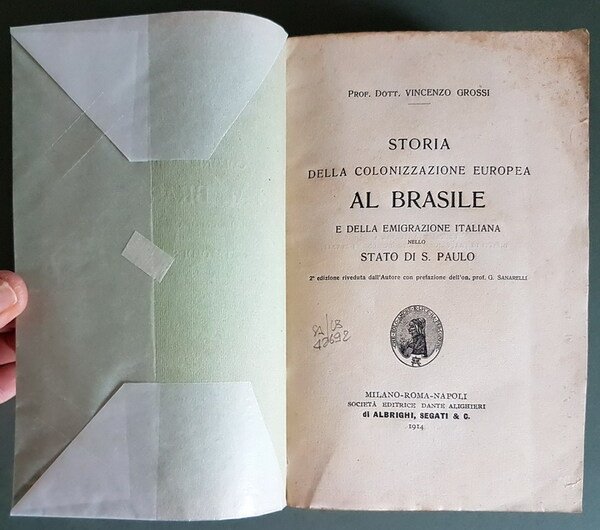 PROF. DOTT. VINCENZO GROSSI
STORIA
DELLA COLONIZZAZIONE EUROPEA
AL BRASILE
E DELLA EMIGRAZIONE ITALIANA
NELLO
STATO DI S. PAULO
2ª edizione riveduta dall'Autore con prefazione dell'on. prof. G. SANARELLI
MILANO-ROMA-NAPOLI
SOCIETÀ EDITRICE DANTE ALIGHIERI
di ALBRIGHI, SEGATI & C.
1914